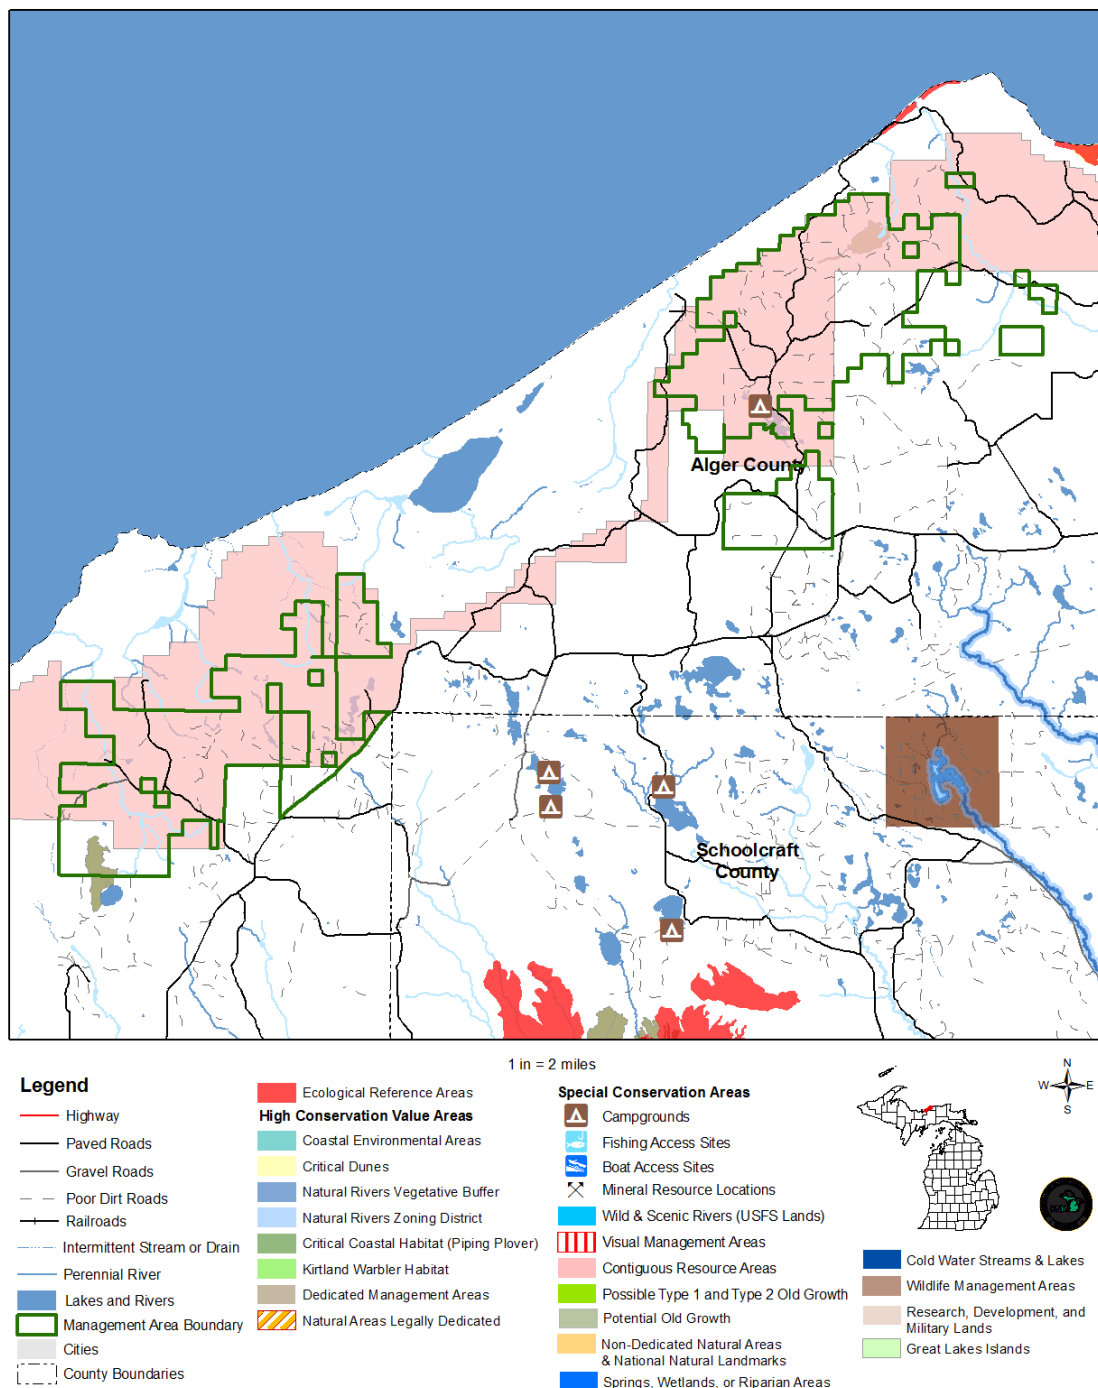 Alger County
Schoolcraft
County
1 in = 2 miles
Legend
Highway
Paved Roads
Gravel Roads
Poor Dirt Roads
Railroads
Intermittent Stream or Drain
Perennial River
Lakes and Rivers
Management Area Boundary
Cities
County Boundaries
Ecological Reference Areas
High Conservation Value Areas
Coastal Environmental Areas
Critical Dunes
Natural Rivers Vegetative Buffer
Natural Rivers Zoning District
Critical Coastal Habitat (Piping Plover)
Kirtland Warbler Habitat
Dedicated Management Areas
Natural Areas Legally Dedicated
Special Conservation Areas
Campgrounds
Fishing Access Sites
Boat Access Sites
Mineral Resource Locations
Wild & Scenic Rivers (USFS Lands)
Visual Management Areas
Contiguous Resource Areas
Possible Type 1 and Type 2 Old Growth
Potential Old Growth
Non-Dedicated Natural Areas
& National Natural Landmarks
Springs, Wetlands, or Riparian Areas
N
W E
S
Cold Water Streams & Lakes
Wildlife Management Areas
Research, Development, and
Military Lands
Great Lakes Islands